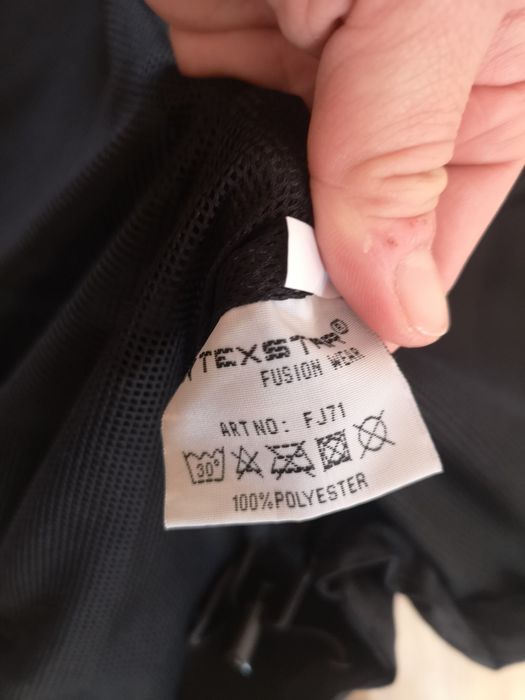 TEXSTAR®
FUSION WEAR
ART NO: FJ71
30°
100%POLYESTER